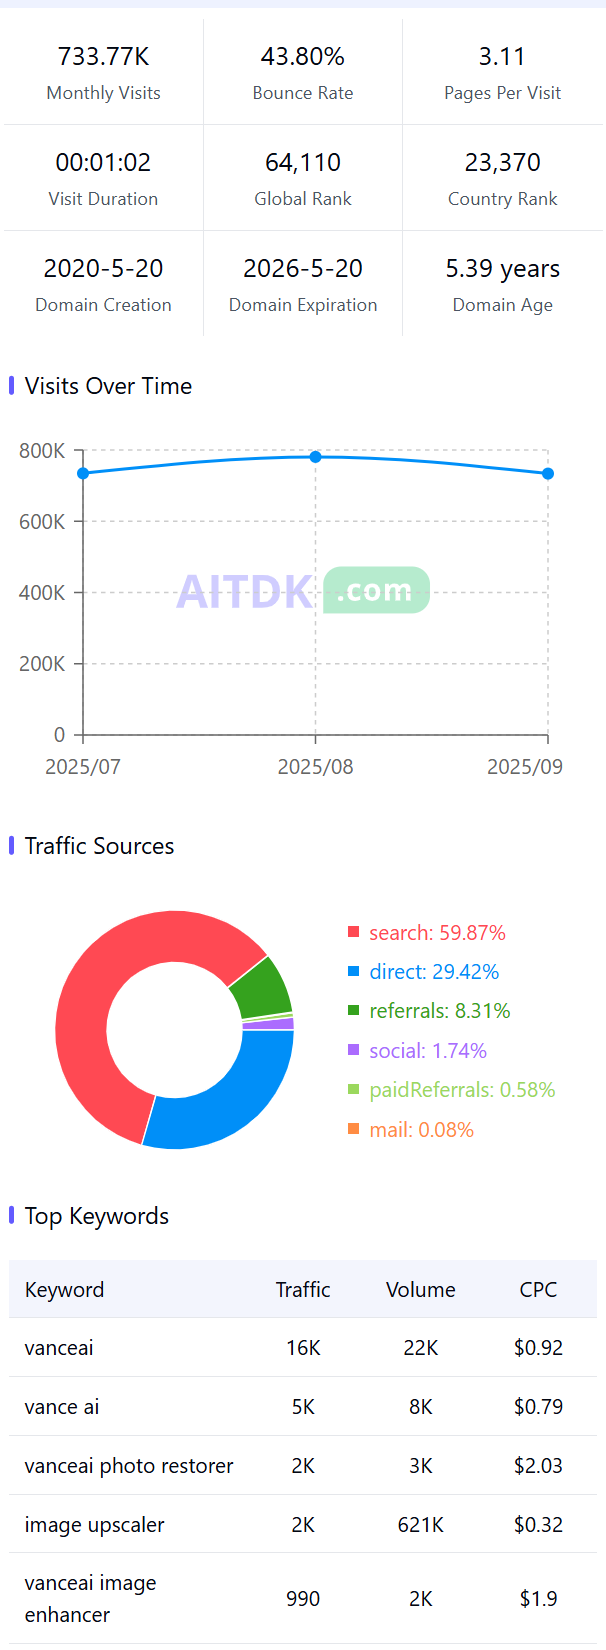 733.77K
Monthly Visits
43.80%
Bounce Rate
3.11
Pages Per Visit
00:01:02
Visit Duration
64,110
Global Rank
23,370
Country Rank
2020-5-20
Domain Creation
2026-5-20
Domain Expiration
5.39 years
Domain Age
Visits Over Time
800K
600K
400K
200K
0
AITDK .com
2025/07 2025/08 2025/09
Traffic Sources
search: 59.87%
direct: 29.42%
referrals: 8.31%
social: 1.74%
paidReferrals: 0.58%
mail: 0.08%
Top Keywords
Keyword Traffic Volume CPC
vanceai 16K 22K $0.92
vance ai 5K 8K $0.79
vanceai photo restorer 2K 3K $2.03
image upscaler 2K 621K $0.32
vanceai image
enhancer 990 2K $1.9